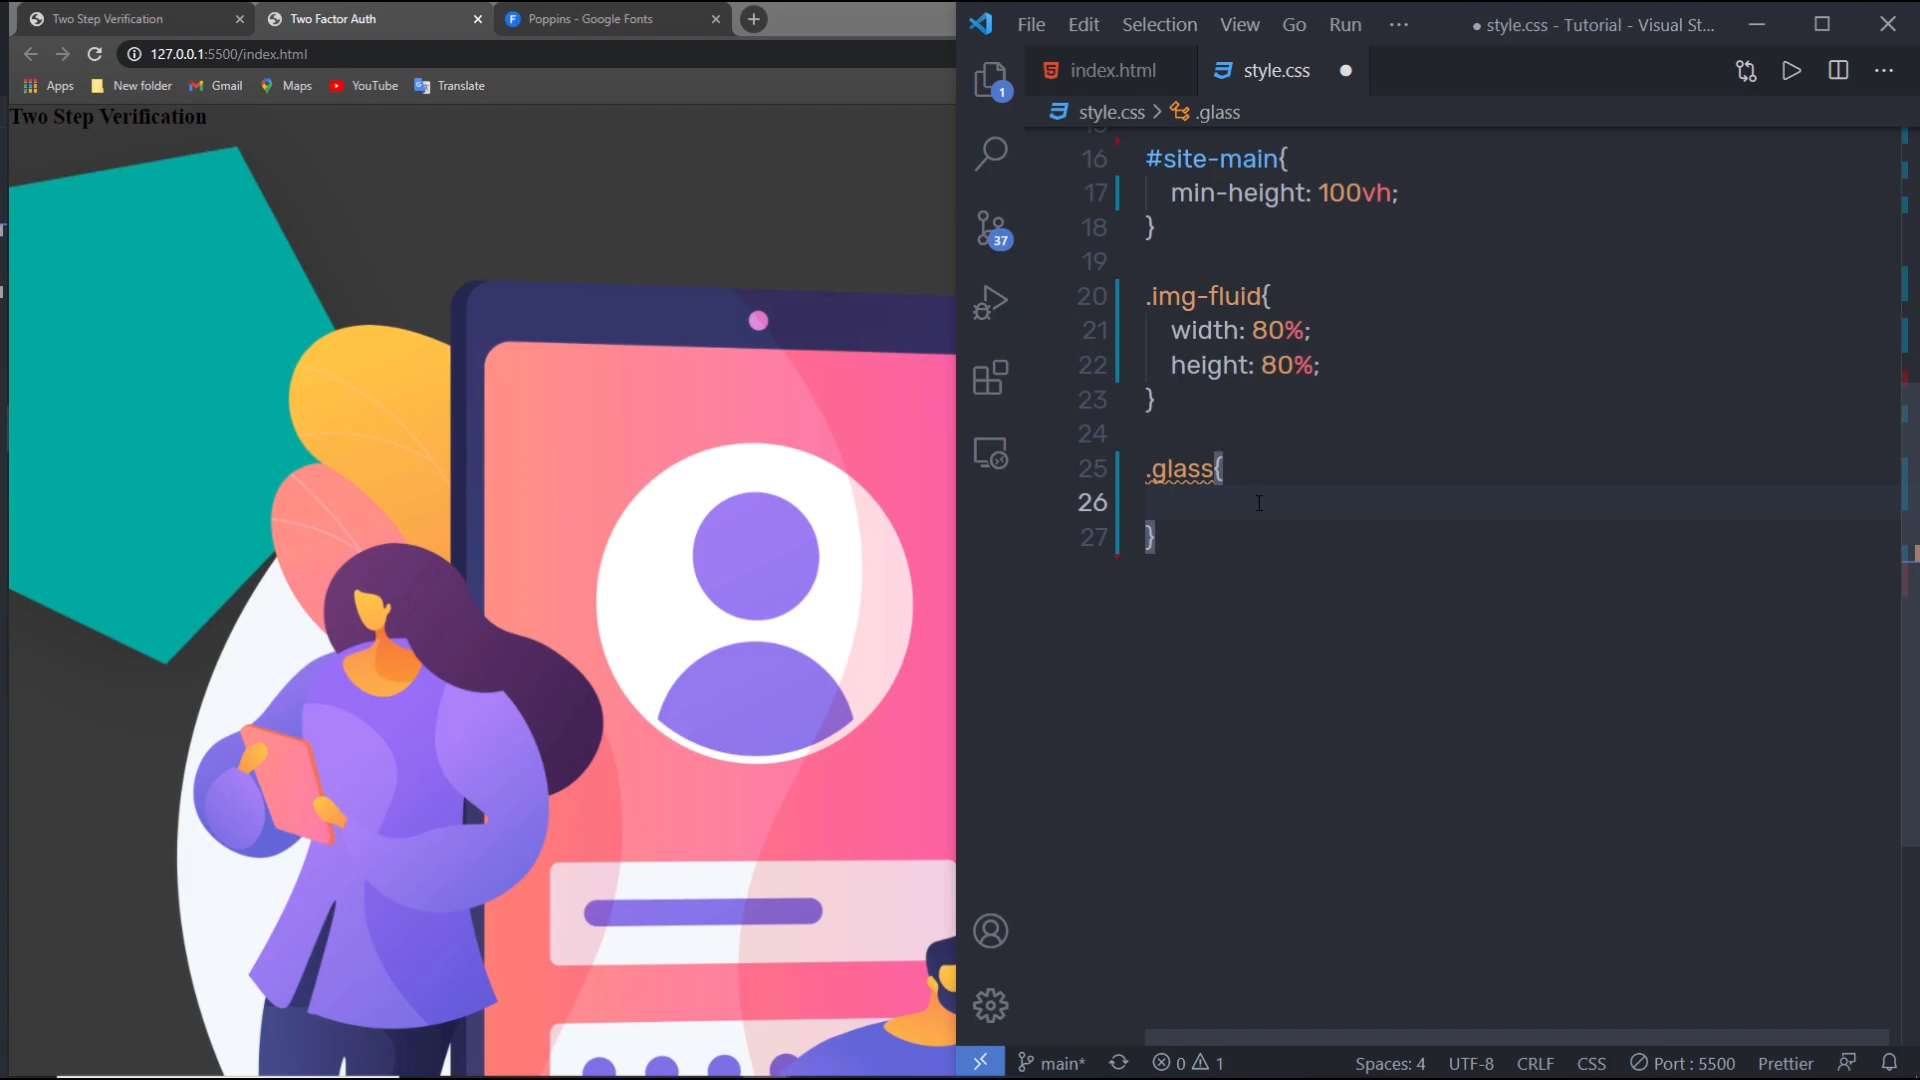 Two Step Verification
Two Factor Auth
Poppins - Google Fonts
127.0.0.1:5500/index.html
Apps
New folder
Gmail
Maps
YouTube
Translate
Two Step Verification
File Edit Selection View Go Run ···
● style.css - Tutorial - Visual St...
index.html
style.css
style.css > .glass
1
37
16 #site-main{
17 min-height: 100vh;
18 }
19
20 .img-fluid{
21 width: 80%;
22 height: 80%;
23 }
24
25 .glass{
26
27 }
main*
0
1
Spaces: 4
UTF-8
CRLF
CSS
Port : 5500
Prettier